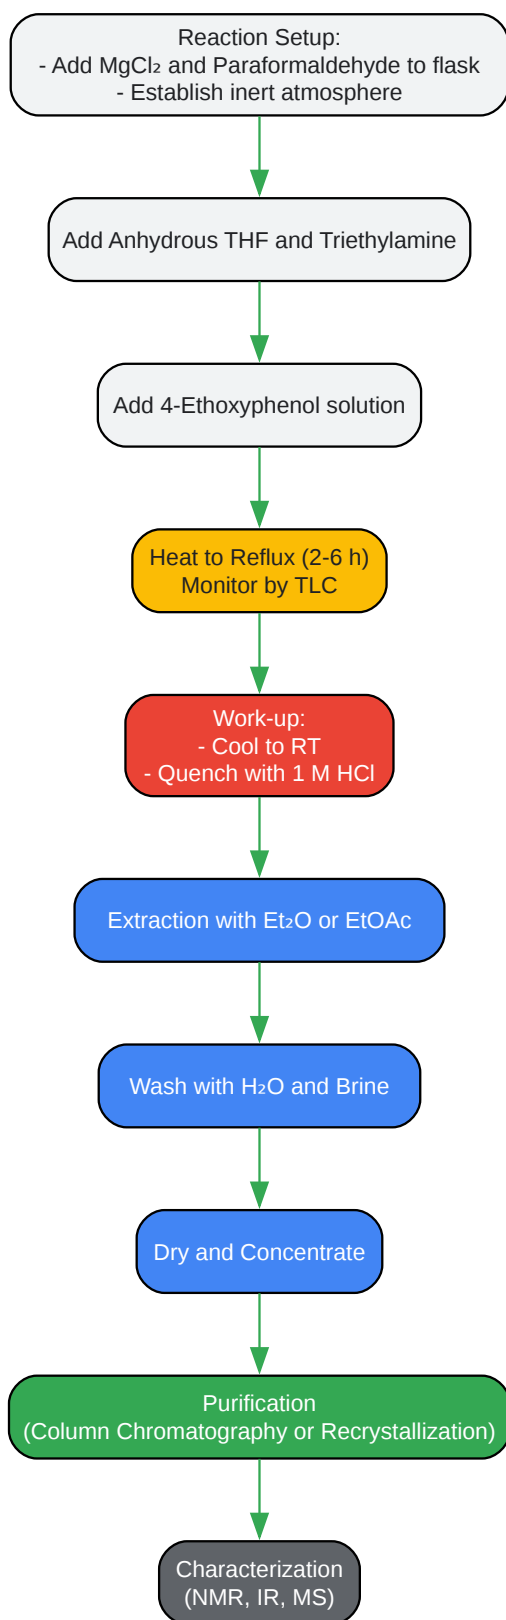 Reaction Setup:
- Add MgCl₂ and Paraformaldehyde to flask
- Establish inert atmosphere
Add Anhydrous THF and Triethylamine
Add 4-Ethoxyphenol solution
Heat to Reflux (2-6 h)
Monitor by TLC
Work-up:
- Cool to RT
- Quench with 1 M HCl
Extraction with Et₂O or EtOAc
Wash with H₂O and Brine
Dry and Concentrate
Purification
(Column Chromatography or Recrystallization)
Characterization
(NMR, IR, MS)